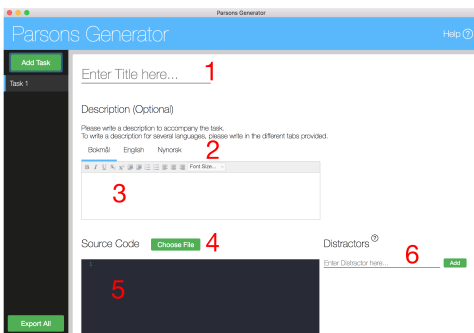 Parsons Generator
Parsons Generator
Help ?
Add Task
Task 1
Enter Title here...
1
Description (Optional)
Please write a description to accompany the task.
To write a description for several languages, please write in the different tabs provided.
Bokmål English Nynorsk
2
B I U Font Size...
3
Source Code Choose File
4
Distractors ?
Enter Distractor here...
6
Add
1
5
Export All